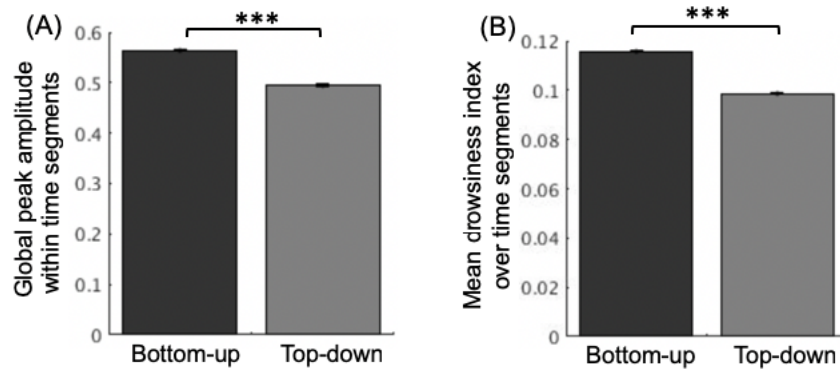 (A)
***
Global peak amplitude
within time segments
0.6
0.5
0.4
0.3
0.2
0.1
0
Bottom-up
Top-down
(B)
***
Mean drowsiness index
over time segments
0.12
0.1
0.08
0.06
0.04
0.02
0
Bottom-up
Top-down